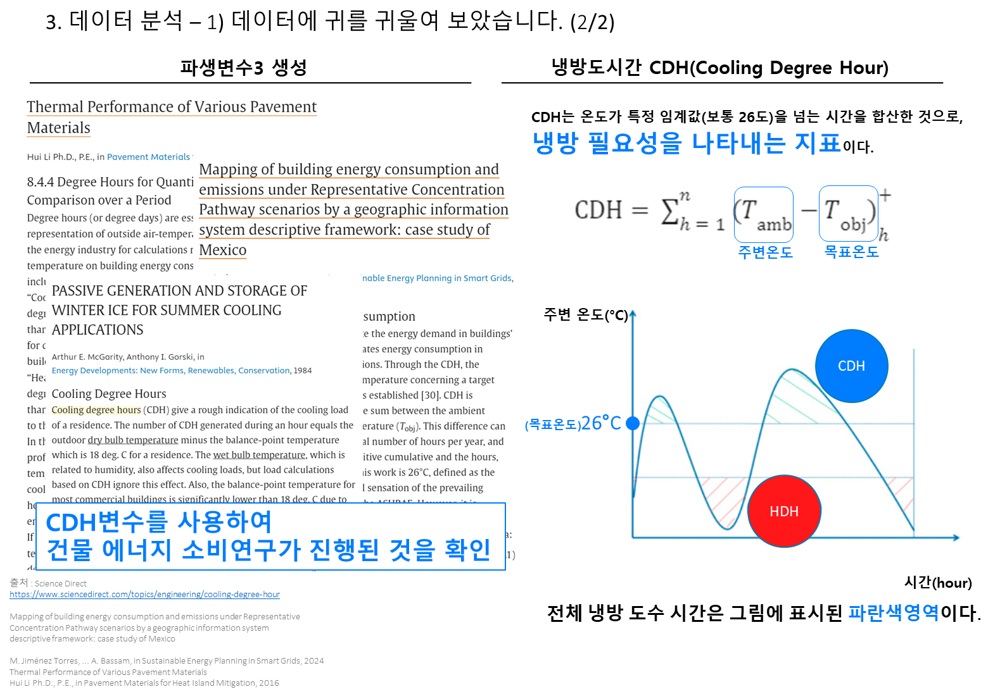 3. 데이터 분석 – 1) 데이터에 귀를 귀울여 보았습니다. (2/2)
파생변수3 생성
Thermal Performance of Various Pavement
Materials
Hui Li Ph.D., P.E., in Pavement Materials
8.4.4 Degree Hours for Quanti
Comparison over a Period
Degree hours (or degree days) are ess
representation of outside air-tempera
the energy industry for calculations r
temperature on building energy cons
inclu
“Coo
degr
than
for c
buil
“Hea
degr
than
to th
In th
prof
tem
cool
he
en
If
te
de
Mapping of building energy consumption and
emissions under Representative Concentration
Pathway scenarios by a geographic information
system descriptive framework: case study of
Mexico
nable Energy Planning in Smart Grids,
sumption
e the energy demand in buildings'
ates energy consumption in
ions. Through the CDH, the
mperature concerning a target
s established [30]. CDH is
e sum between the ambient
erature (Tobj). This difference can
al number of hours per year, and
itive cumulative and the hours,
is work is 26°C, defined as the
l sensation of the prevailing
he ASHRAE. However, it is
a:
1)
PASSIVE GENERATION AND STORAGE OF
WINTER ICE FOR SUMMER COOLING
APPLICATIONS
Arthur E. McGarity, Anthony I. Gorski, in
Energy Developments: New Forms, Renewables, Conservation, 1984
Cooling Degree Hours
Cooling degree hours (CDH) give a rough indication of the cooling load
of a residence. The number of CDH generated during an hour equals the
outdoor dry bulb temperature minus the balance-point temperature
which is 18 deg. C for a residence. The wet bulb temperature, which is
related to humidity, also affects cooling loads, but load calculations
based on CDH ignore this effect. Also, the balance-point temperature for
most commercial buildings is significantly lower than 18 deg. C due to
CDH변수를 사용하여
건물 에너지 소비연구가 진행된 것을 확인
출처 : Science Direct
https://www.sciencedirect.com/topics/engineering/cooling-degree-hour
Mapping of building energy consumption and emissions under Representative
Concentration Pathway scenarios by a geographic information system
descriptive framework: case study of Mexico
M. Jiménez Torres, ... A. Bassam, in Sustainable Energy Planning in Smart Grids, 2024
Thermal Performance of Various Pavement Materials
Hui Li Ph.D., P.E., in Pavement Materials for Heat Island Mitigation, 2016
냉방도시간 CDH(Cooling Degree Hour)
CDH는 온도가 특정 임계값(보통 26도)을 넘는 시간을 합산한 것으로,
냉방 필요성을 나타내는 지표이다.
CDH = ∑ⁿₕ₌₁ (T amb − T obj)⁺ₕ
주변온도
목표온도
주변 온도(°C)
CDH
(목표온도)26°C
HDH
시간(hour)
전체 냉방 도수 시간은 그림에 표시된 파란색영역이다.